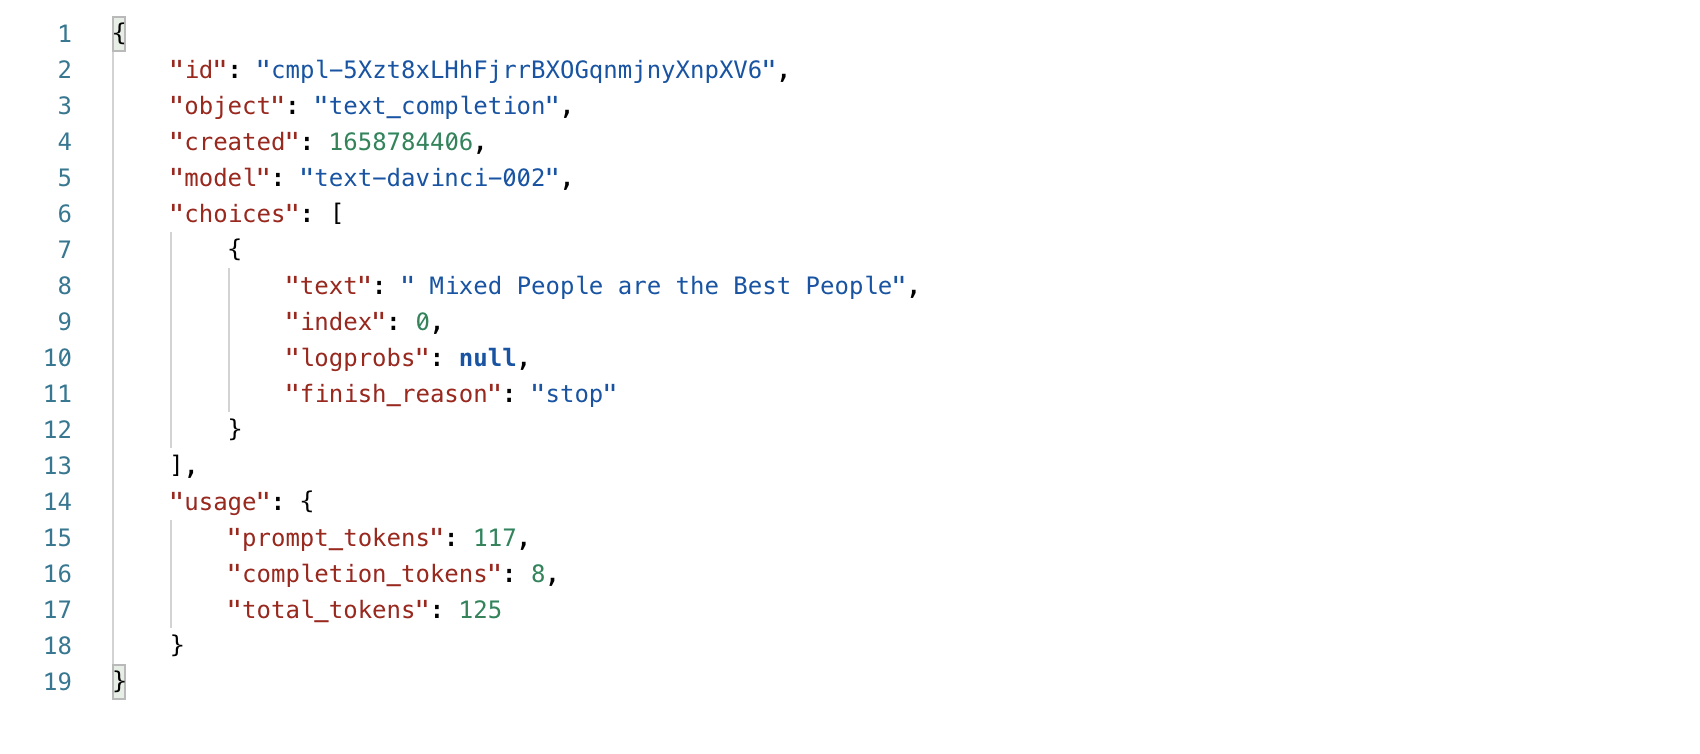 1 {
2 "id": "cmpl-5Xzt8xLHhFjrrBXOGqnmjnyXnpXV6",
3 "object": "text_completion",
4 "created": 1658784406,
5 "model": "text-davinci-002",
6 "choices": [
7 {
8 "text": " Mixed People are the Best People",
9 "index": 0,
10 "logprobs": null,
11 "finish_reason": "stop"
12 }
13 ],
14 "usage": {
15 "prompt_tokens": 117,
16 "completion_tokens": 8,
17 "total_tokens": 125
18 }
19 }